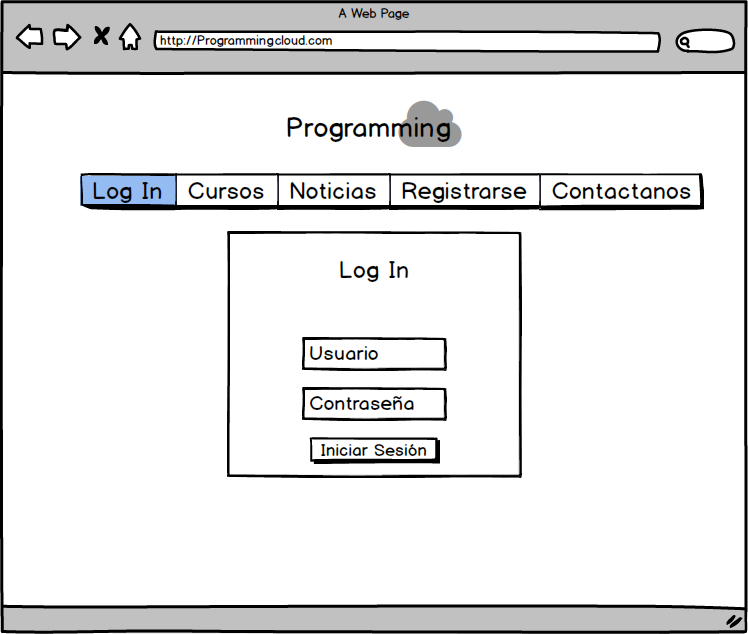 A Web Page
http://Programmingcloud.com
Programming
Log In Cursos Noticias Registrarse Contactanos
Log In
Usuario
Contraseña
Iniciar Sesión